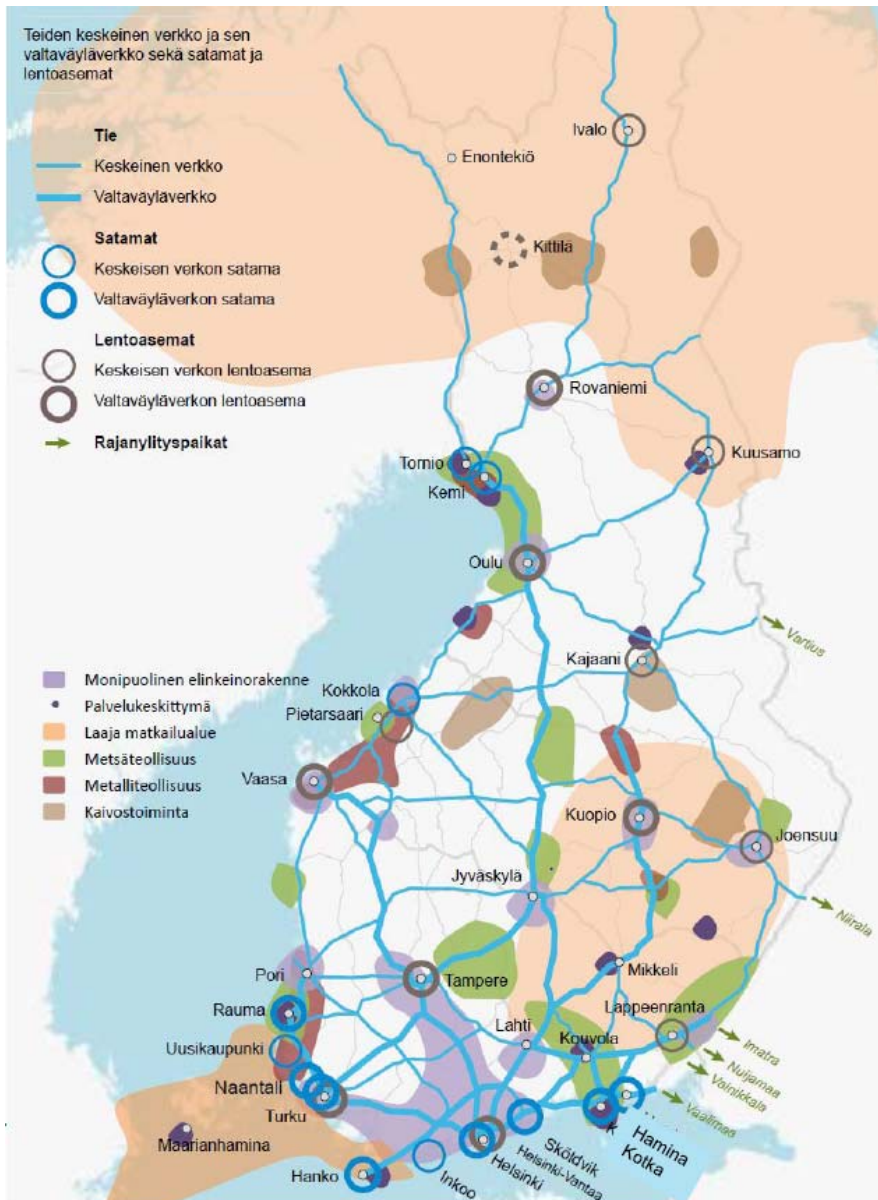 Teiden keskeinen verkko ja sen
valtaväyläverkko sekä satamat ja
lentoasemat
Tie
Keskeinen verkko
Valtaväyläverkko
Satamat
Keskeisen verkon satama
Valtaväyläverkon satama
Lentoasemat
Keskeisen verkon lentoasema
Valtaväyläverkon lentoasema
Rajanylityspaikat
Monipuolinen elinkeinorakenne
Palvelukeskittymä
Laaja matkailualue
Metsäteollisuus
Metalliteollisuus
Kaivostoiminta
Ivalo
Enontekiö
Kittilä
Rovaniemi
Kuusamo
Tornio
Kemi
Oulu
Vartius
Kajaani
Kokkola
Pietarsaari
Vaasa
Kuopio
Joensuu
Jyväskylä
Niirala
Pori
Tampere
Mikkeli
Rauma
Lappeenranta
Lahti
Kouvola
Imatra
Uusikaupunki
Nuijamaa
Vainikkala
Naantali
Vaalimaa
Turku
K
Hamina
Kotka
Maarianhamina
Sköldvik
Helsinki-Vantaa
Helsinki
Hanko
Inkoo